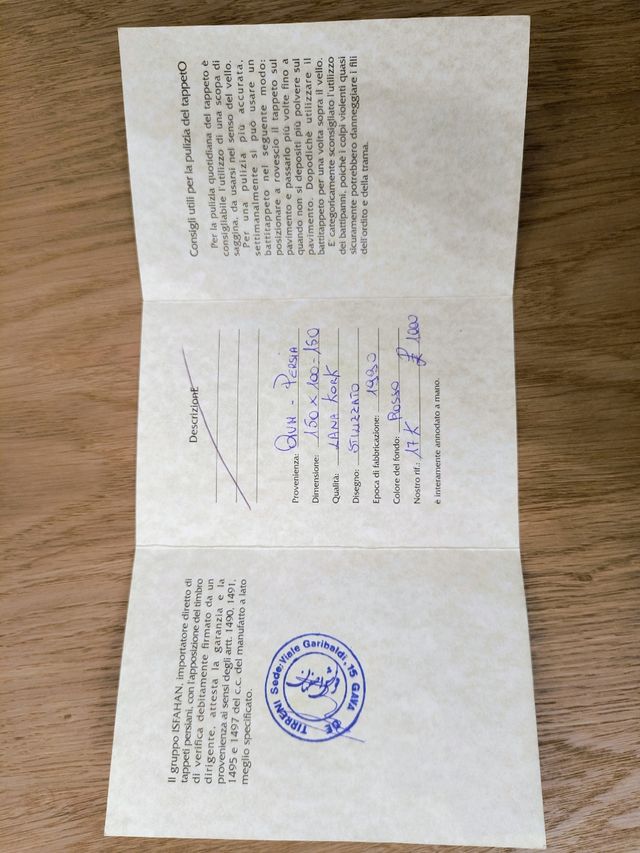 Il gruppo ISFAHAN, importatore diretto di
tappeti persiani, con l'apposizione del timbro
di verifica debitamente firmato da un
dirigente, attesta la garanzia e la
provenienza ai sensi degli artt. 1490, 1491,
1495 e 1497 del c.c. del manufatto a lato
meglio specificato.
CAVA DE TIRRENI Sede: Viale Garibaldi, 15
Descrizione
Provenienza: QUM - PERSIA
Dimensione: 150 x 100 = 150
Qualità: LANA KORK
Disegno: STILIZZATO
Epoca di fabbricazione:
Colore del fondo: ROSSO
Nostro rif.: 17K 1000
è interamente annodato a mano.
Consigli utili per la pulizia del tappetO
Per la pulizia quotidiana del tappeto è
consigliabile l'utilizzo di una scopa di
saggina, da usarsi nel senso del vello.
Per una pulizia più accurata,
settimanalmente si può usare un
battitappeto nel seguente modo:
posizionare a rovescio il tappeto sul
pavimento e passarlo più volte fino a
quando non si depositi più polvere sul
pavimento. Dopodichè utilizzare il
battitappeto per una volta sopra il vello.
E' categoricamente sconsigliato l'utilizzo
dei battipanni, poichè i colpi violenti quasi
sicuramente potrebbero danneggiare i fili
dell'ordito e della trama.